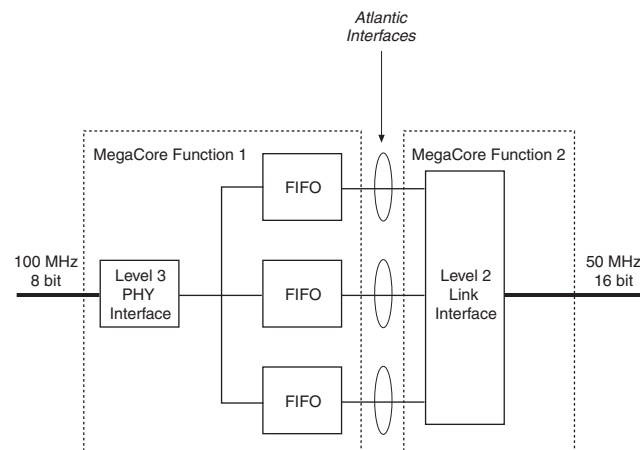 Atlantic
Interfaces
MegaCore Function 1
MegaCore Function 2
FIFO
100 MHz
8 bit
Level 3
PHY
Interface
FIFO
Level 2
Link
Interface
50 MHz
16 bit
FIFO